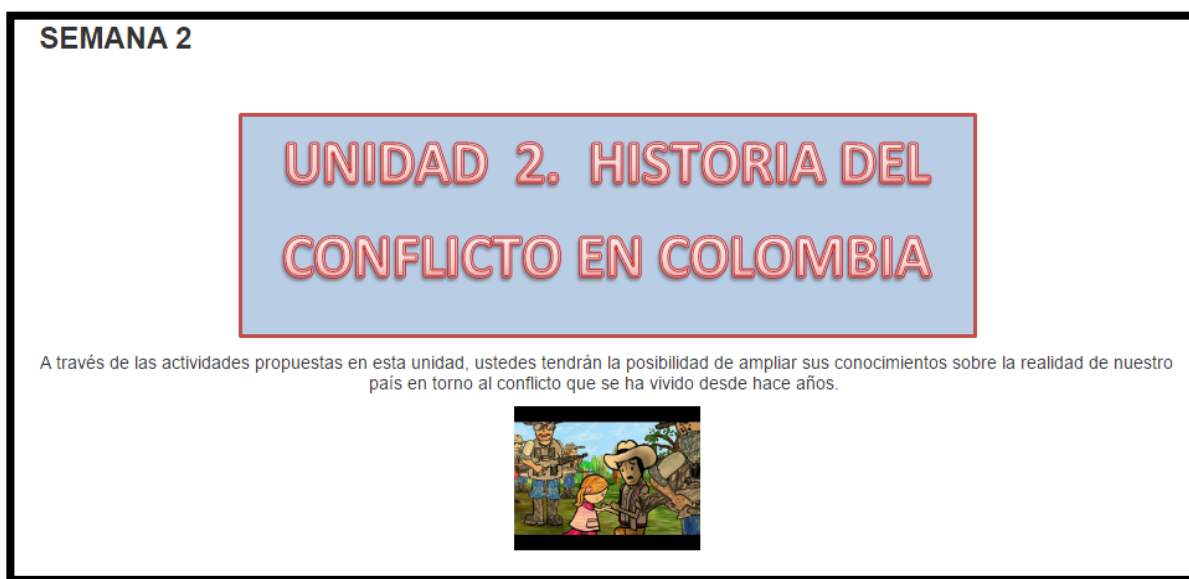 SEMANA 2
UNIDAD 2. HISTORIA DEL
CONFLICTO EN COLOMBIA
A través de las actividades propuestas en esta unidad, ustedes tendrán la posibilidad de ampliar sus conocimientos sobre la realidad de nuestro
país en torno al conflicto que se ha vivido desde hace años.